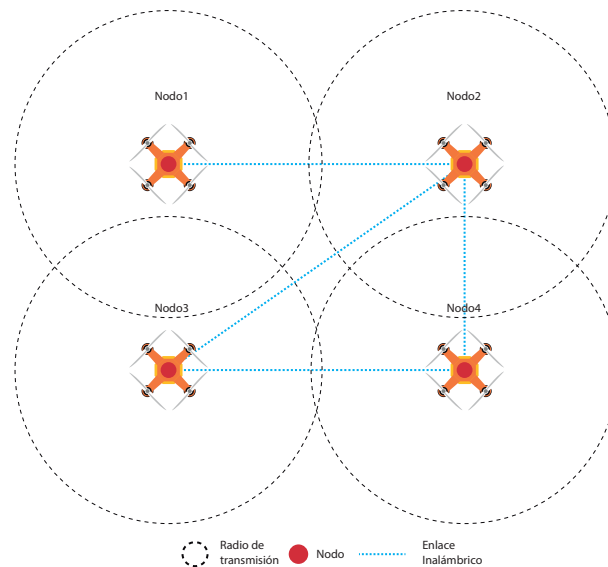 Nodo1
Nodo2
Nodo3
Nodo4
Radio de
transmisión
Nodo
Enlace
Inalámbrico